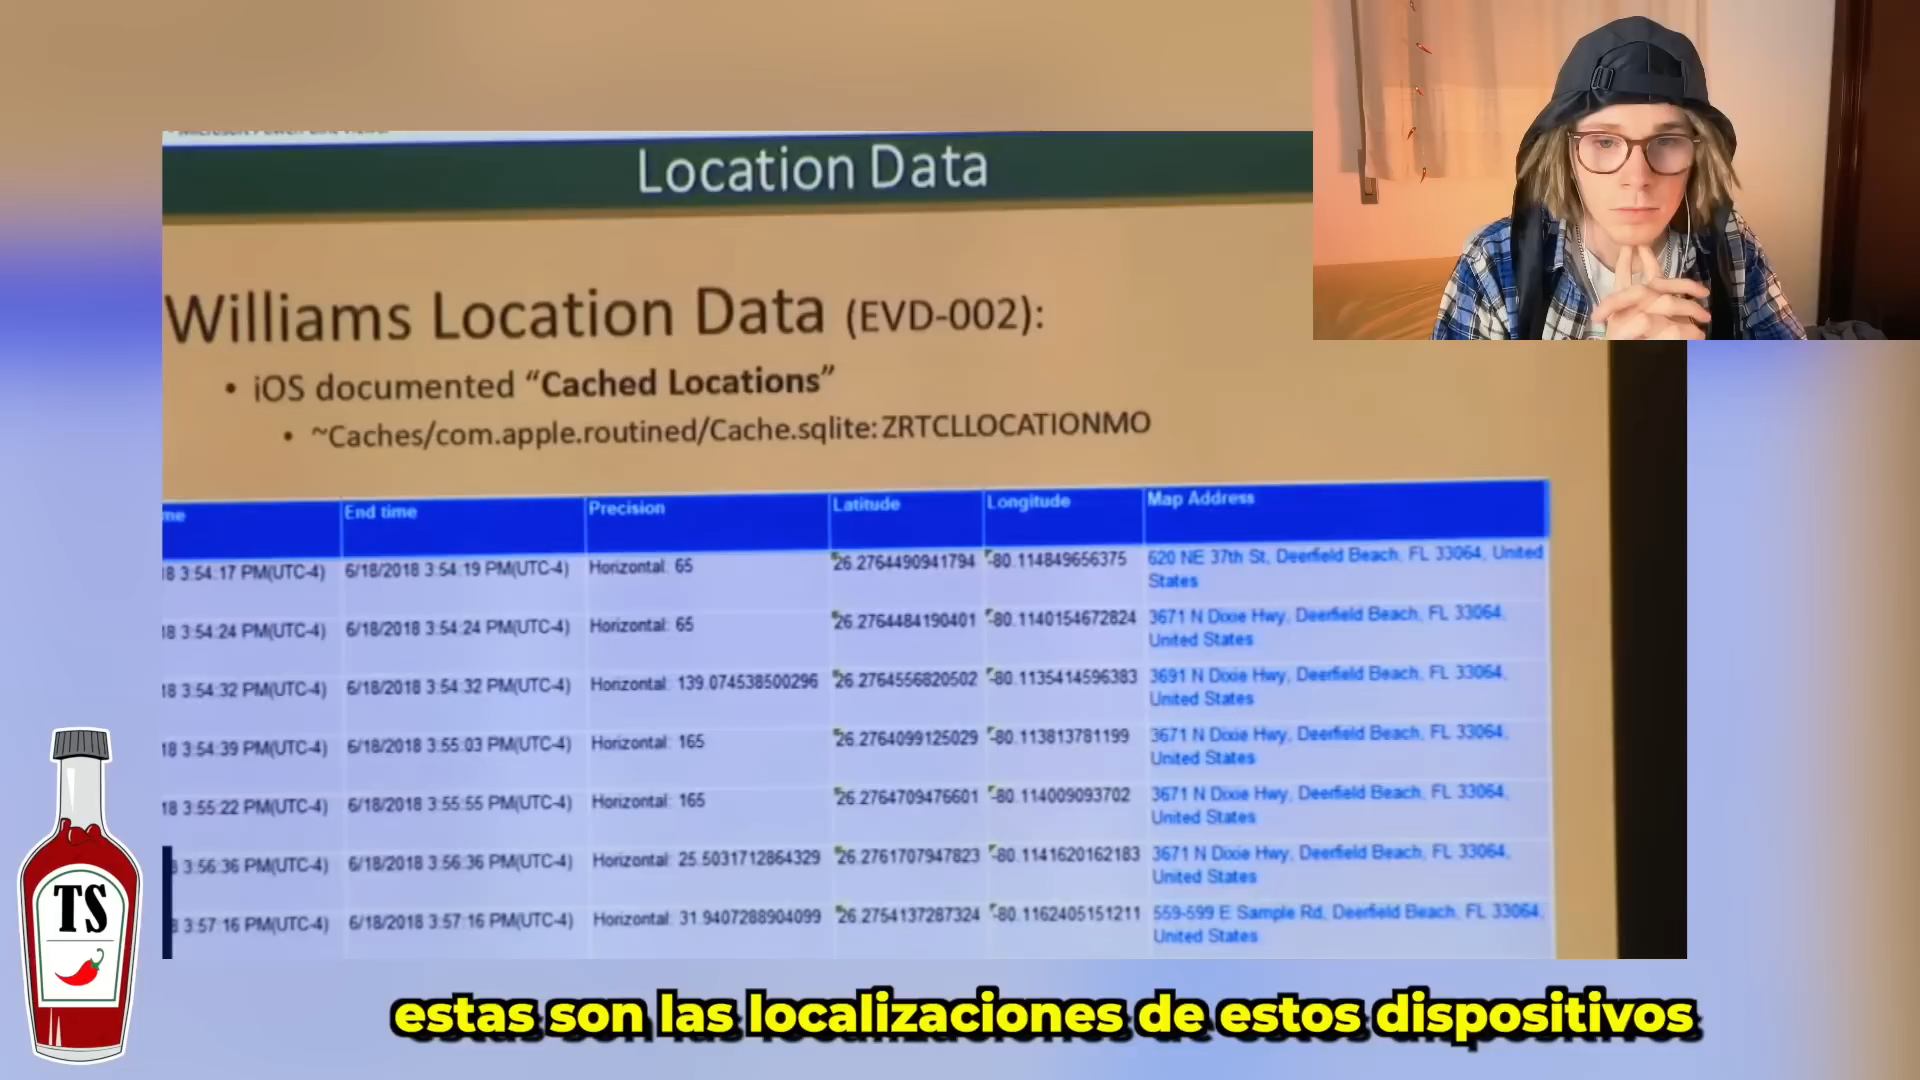 Location Data
Williams Location Data (EVD-002):
• iOS documented “Cached Locations”
• ~Caches/com.apple.routined/Cache.sqlite:ZRTCLLOCATIONMO
me End time Precision Latitude Longitude Map Address
18 3:54:17 PM(UTC-4) 6/18/2018 3:54:19 PM(UTC-4) Horizontal: 65 26.2764490941794 -80.114849656375 620 NE 37th St, Deerfield Beach, FL 33064, United
States
18 3:54:24 PM(UTC-4) 6/18/2018 3:54:24 PM(UTC-4) Horizontal: 65 26.2764484190401 -80.1140154672824 3671 N Dixie Hwy, Deerfield Beach, FL 33064,
United States
18 3:54:32 PM(UTC-4) 6/18/2018 3:54:32 PM(UTC-4) Horizontal: 139.074538500296 26.2764556820502 -80.1135414596383 3691 N Dixie Hwy, Deerfield Beach, FL 33064,
United States
18 3:54:39 PM(UTC-4) 6/18/2018 3:55:03 PM(UTC-4) Horizontal: 165 26.2764099125029 -80.113813781199 3671 N Dixie Hwy, Deerfield Beach, FL 33064,
United States
18 3:55:22 PM(UTC-4) 6/18/2018 3:55:55 PM(UTC-4) Horizontal: 165 26.2764709476601 -80.114009093702 3671 N Dixie Hwy, Deerfield Beach, FL 33064,
United States
8 3:56:36 PM(UTC-4) 6/18/2018 3:56:36 PM(UTC-4) Horizontal: 25.5031712864329 26.2761707947823 -80.1141620162183 3671 N Dixie Hwy, Deerfield Beach, FL 33064,
United States
8 3:57:16 PM(UTC-4) 6/18/2018 3:57:16 PM(UTC-4) Horizontal: 31.9407288904099 26.2754137287324 -80.1162405151211 559-599 E Sample Rd, Deerfield Beach, FL 33064,
United States
TS
estas son las localizaciones de estos dispositivos